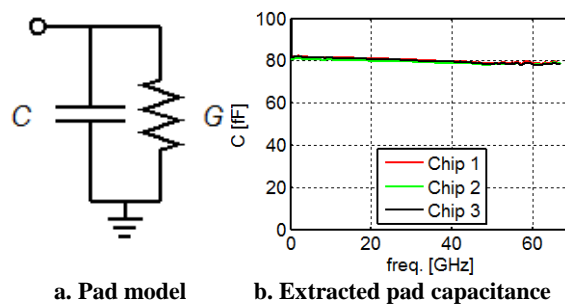 C
G
100
80
60
40
20
0
C [fF]
Chip 1
Chip 2
Chip 3
0
20
40
60
freq. [GHz]
a. Pad model
b. Extracted pad capacitance